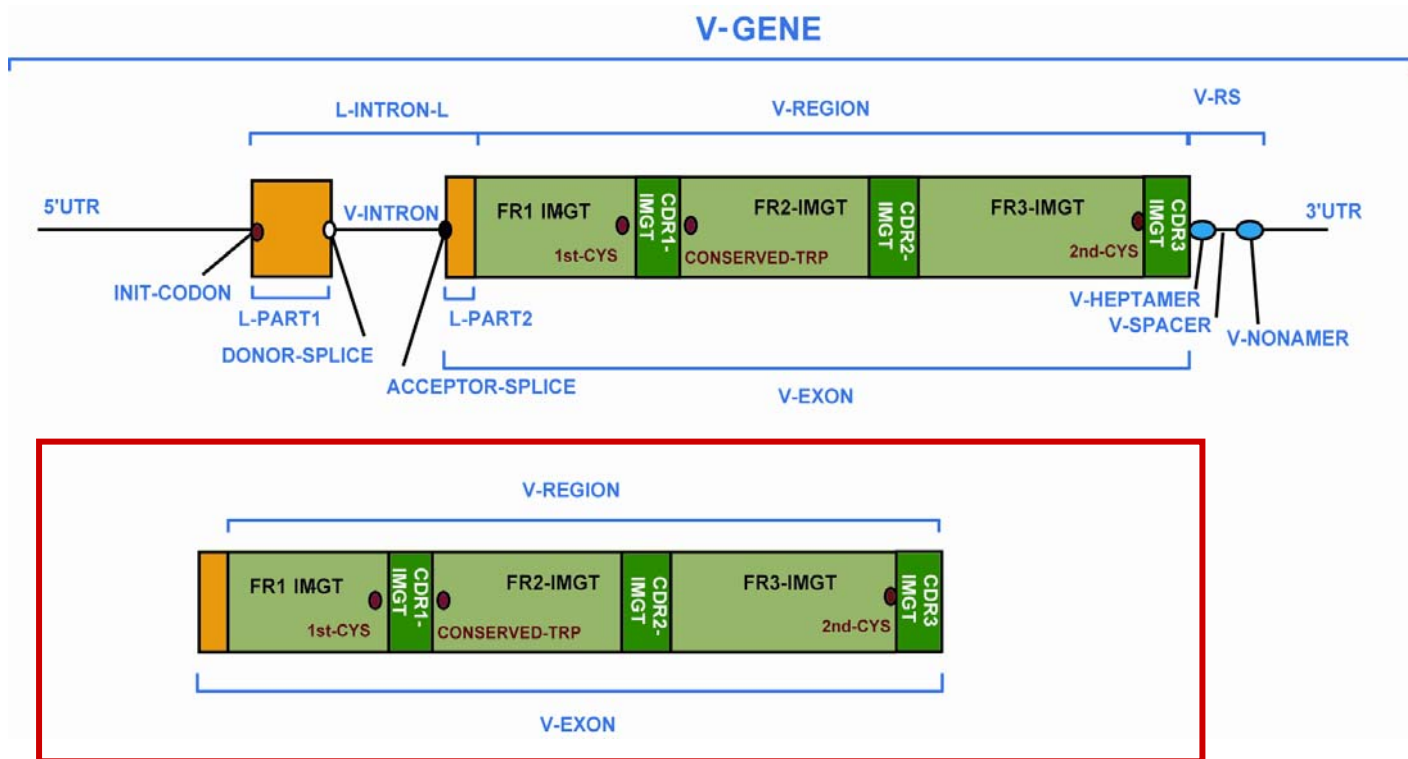 V-GENE
L-INTRON-L
V-REGION
V-RS
5'UTR
V-INTRON
FR1 IMGT
CDR1-
IMGT
FR2-IMGT
CDR2-
IMGT
FR3-IMGT
CDR3
IMGT
3'UTR
1st-CYS
CONSERVED-TRP
2nd-CYS
INIT-CODON
L-PART1
L-PART2
V-HEPTAMER
V-SPACER
V-NONAMER
DONOR-SPLICE
ACCEPTOR-SPLICE
V-EXON
V-REGION
FR1 IMGT
CDR1-
IMGT
FR2-IMGT
CDR2-
IMGT
FR3-IMGT
CDR3
IMGT
1st-CYS
CONSERVED-TRP
2nd-CYS
V-EXON